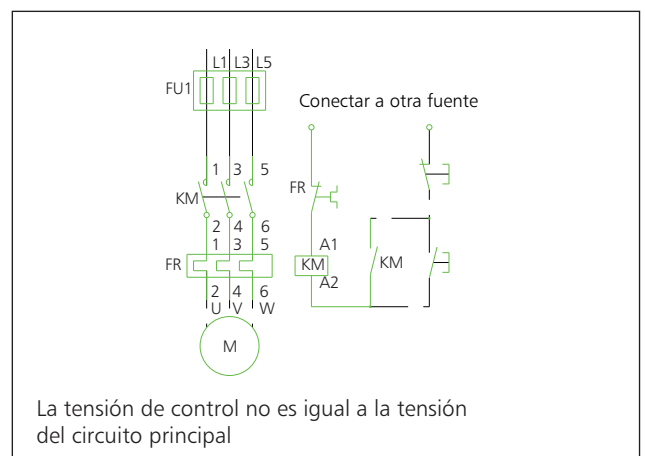 L1 L3 L5
FU1
Conectar a otra fuente
1 3 5
KM
FR
2 4 6
1 3 5
A1
FR
KM
KM
A2
2 4 6
U V W
M
La tensión de control no es igual a la tensión
del circuito principal